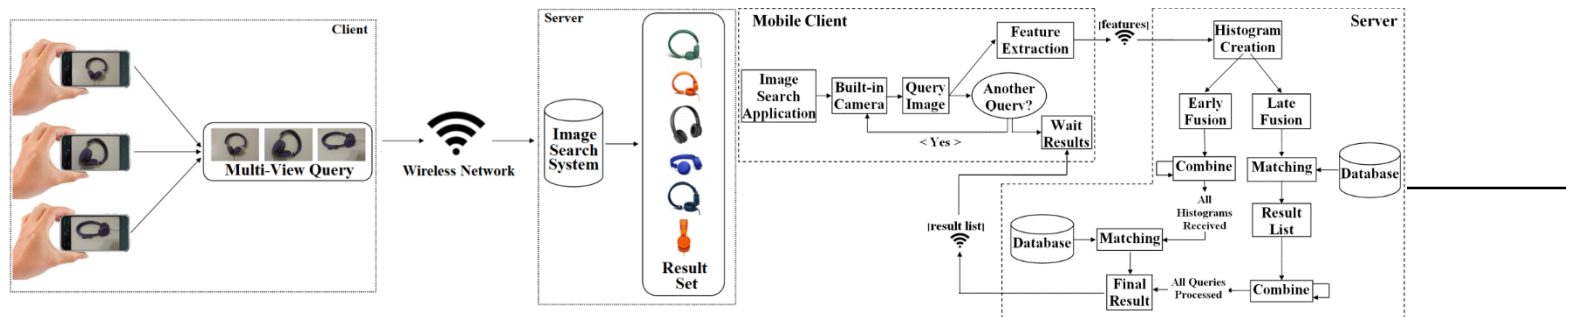 Client
Multi-View Query
Wireless Network
Server
Image
Search
System
Result
Set
Mobile Client
Image
Search
Application
Built-in
Camera
Query
Image
Feature
Extraction
Another
Query?
< Yes >
Wait
Results
[features]
Server
Histogram
Creation
Early
Fusion
Late
Fusion
Combine
Matching
Database
All
Histograms
Received
Result
List
[result list]
Database
Matching
Final
Result
All Queries
Processed
Combine